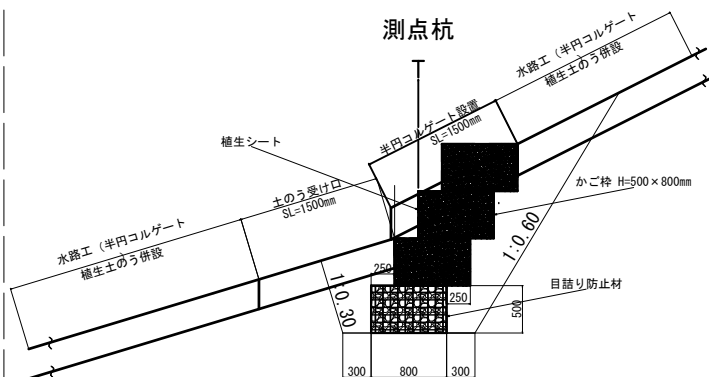 測点杭
水路工（半円コルゲート
植生土のう併設
半円コルゲート設置
SL=1500mm
植生シート
土のう受け口
SL=1500mm
かご枠 H=500×800mm
水路工（半円コルゲート
植生土のう併設
1:0.60
250
1:0.30
目詰り防止材
250
500
300
800
300